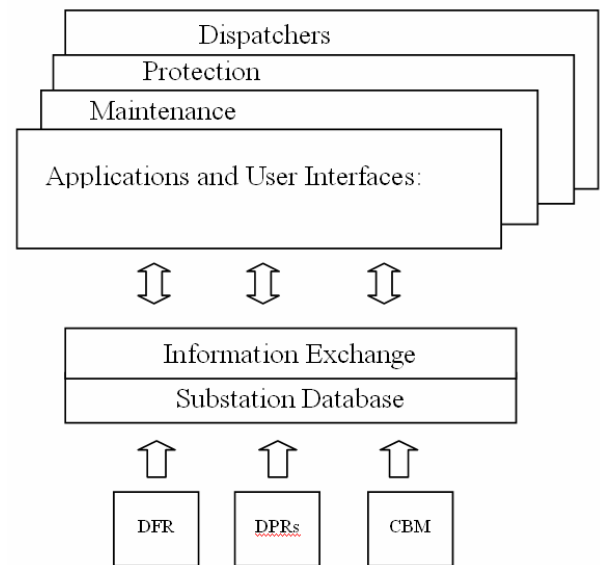 Dispatchers
Protection
Maintenance
Applications and User Interfaces:
Information Exchange
Substation Database
DFR
DPRs
CBM